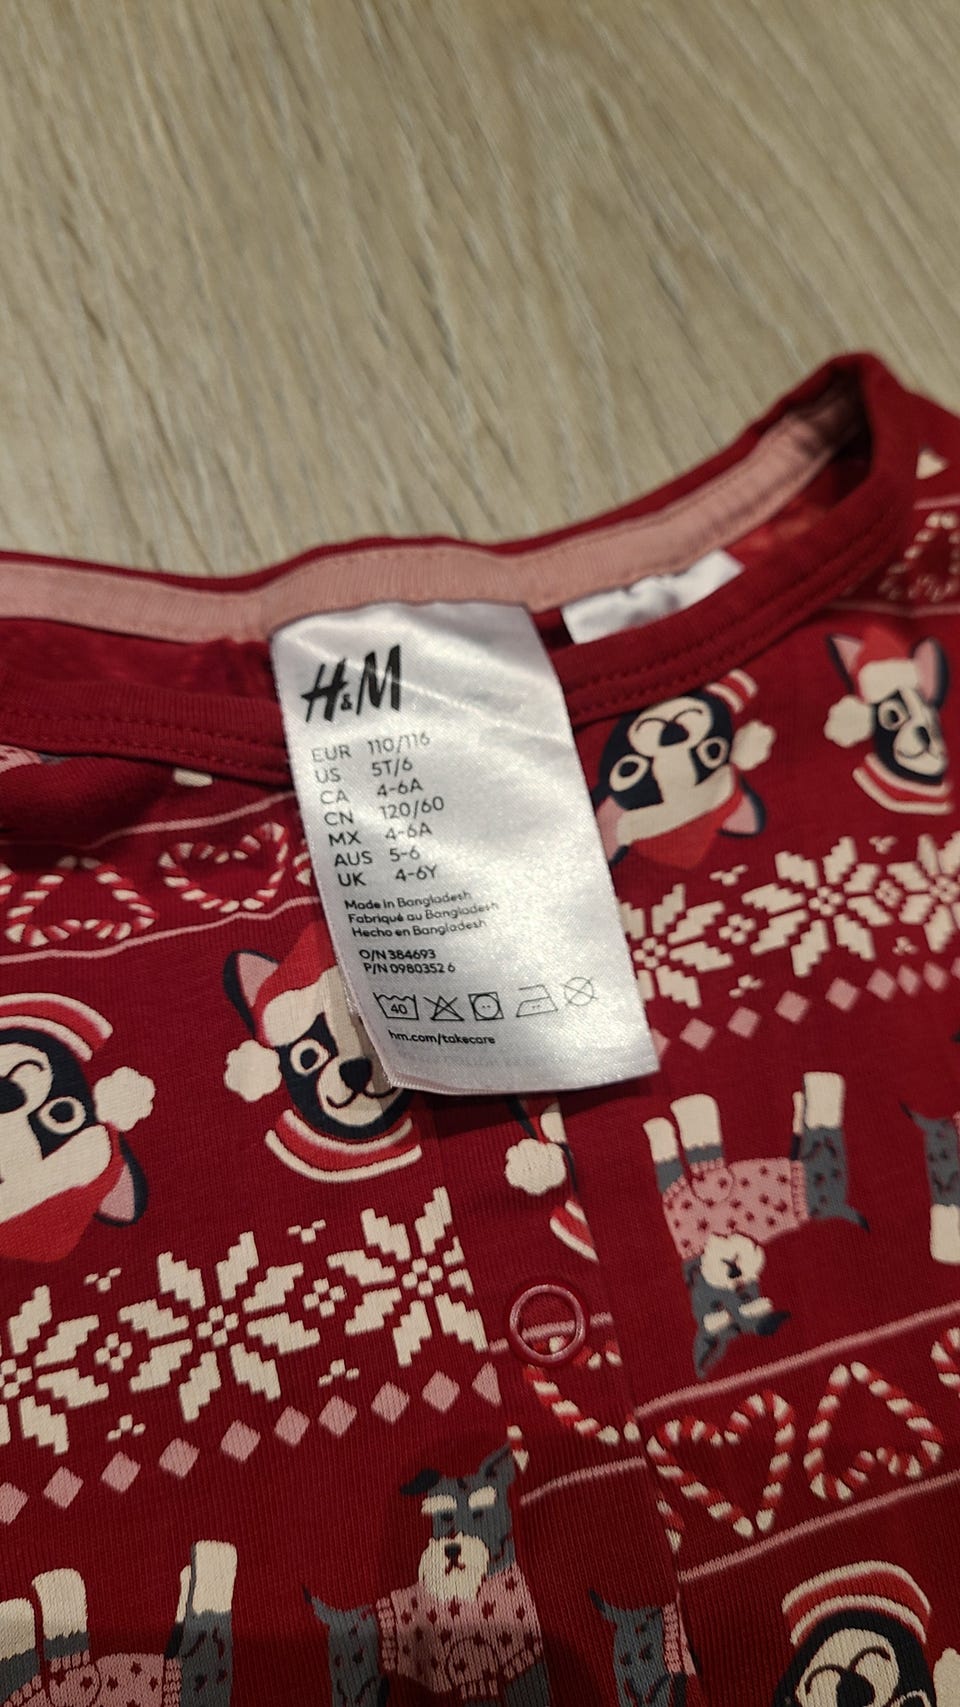 H&M
EUR 110/116
US 5T/6
CA 4-6A
CN 120/60
MX 4-6A
AUS 5-6
UK 4-6Y
Made in Bangladesh
Fabriqué au Bangladesh
Hecho en Bangladesh
O/N 384693
P/N 0980352 6
40
hm.com/takecare